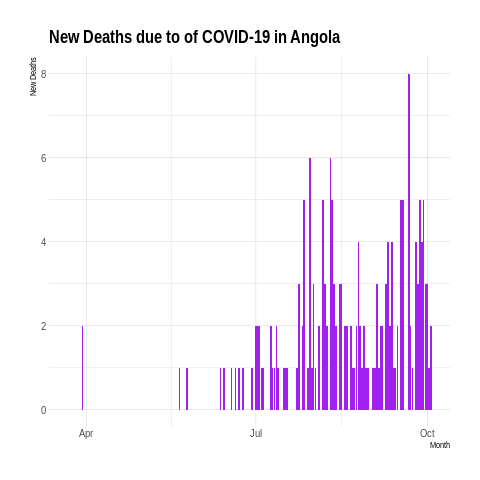 New Deaths due to of COVID-19 in Angola
New Deaths
8
6
4
2
0
Apr
Jul
Oct
Month